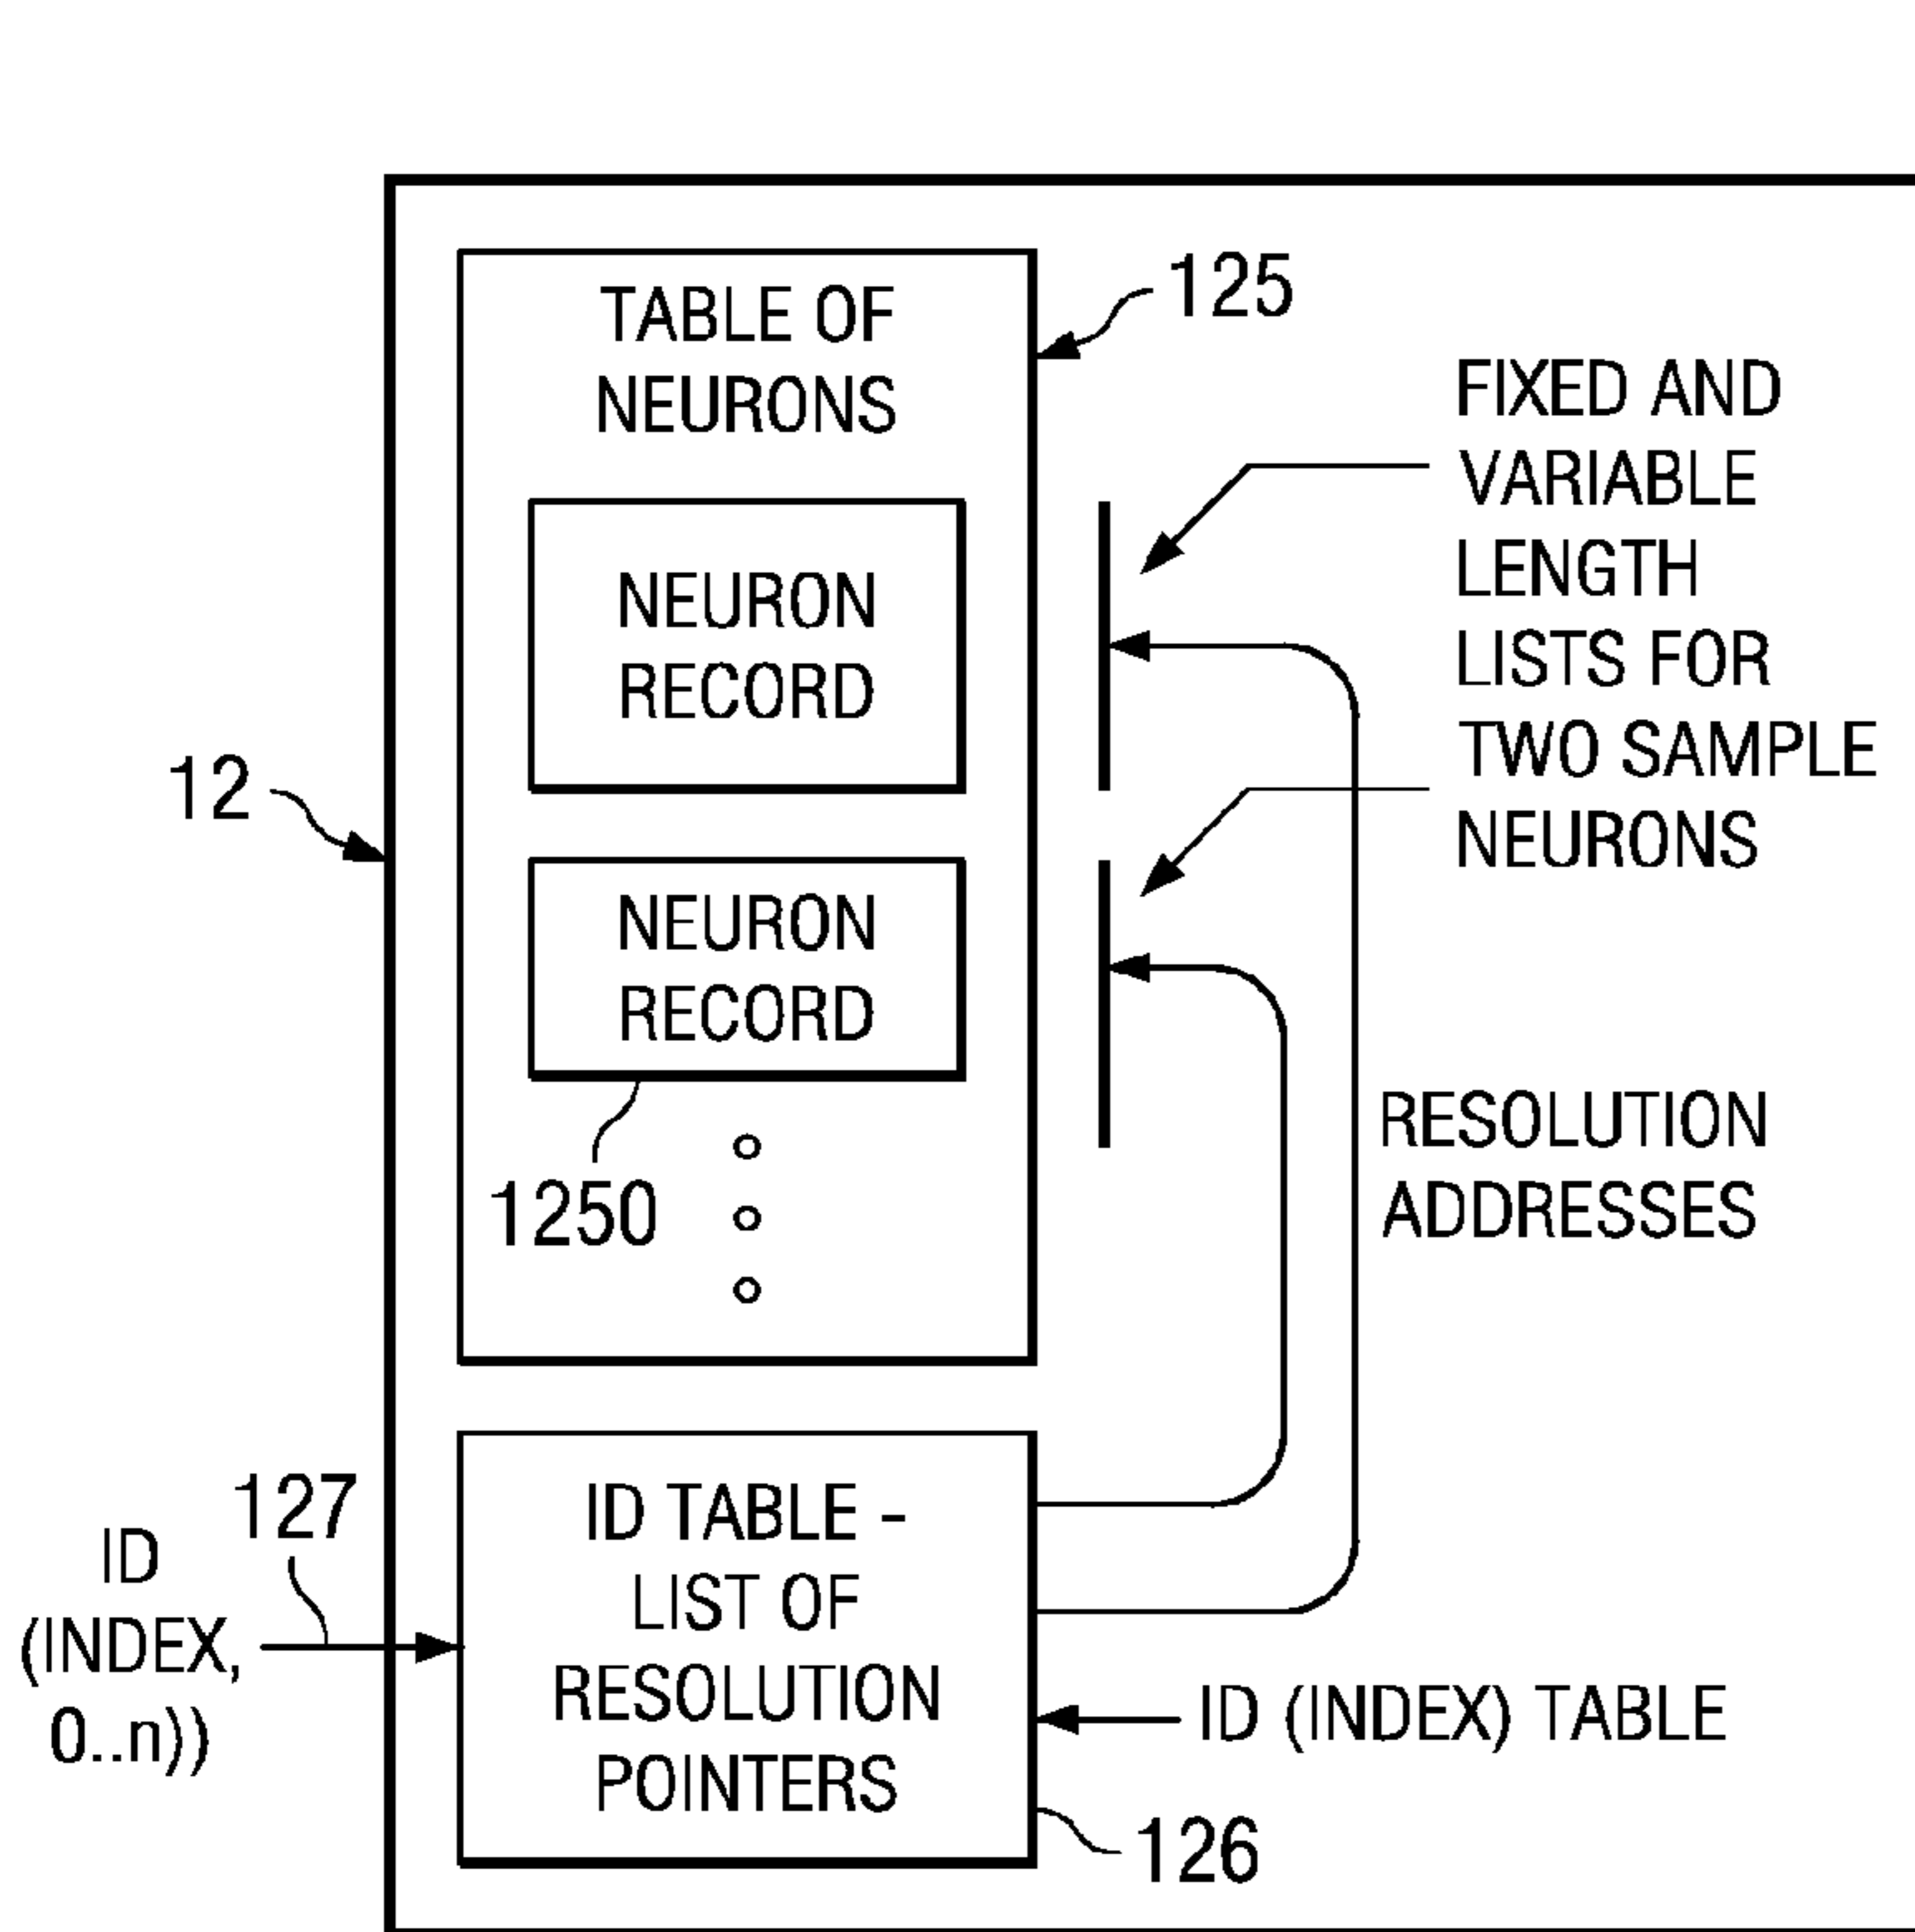 TABLE OF
NEURONS
125
FIXED AND
VARIABLE
LENGTH
LISTS FOR
TWO SAMPLE
NEURONS
NEURON
RECORD
12
NEURON
RECORD
1250
RESOLUTION
ADDRESSES
127
ID
(INDEX,
0..n))
ID TABLE -
LIST OF
RESOLUTION
POINTERS
ID (INDEX) TABLE
126